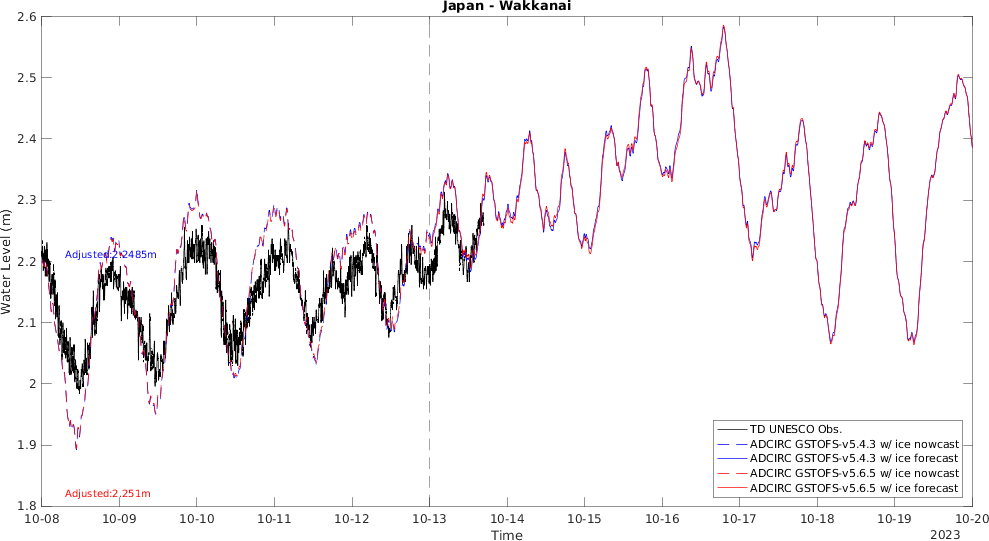 Japan - Wakkanai
2.6
2.5
2.4
2.3
2.2
2.1
2
1.9
1.8
Water Level (m)
Adjusted:2.2485m
Adjusted:2.251m
TD UNESCO Obs.
ADCIRC GSTOFS-v5.4.3 w/ ice nowcast
ADCIRC GSTOFS-v5.4.3 w/ ice forecast
ADCIRC GSTOFS-v5.6.5 w/ ice nowcast
ADCIRC GSTOFS-v5.6.5 w/ ice forecast
10-08 10-09 10-10 10-11 10-12 10-13 10-14 10-15 10-16 10-17 10-18 10-19 10-20
Time
2023